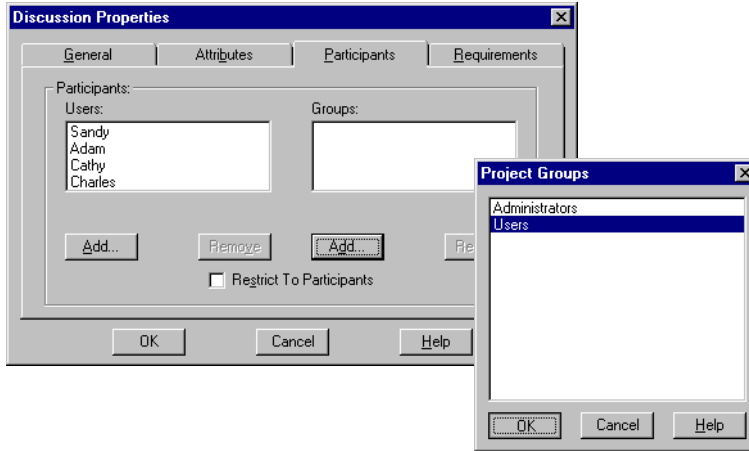 Discussion Properties
General
Attributes
Participants
Requirements
Participants:
Users:
Groups:
Sandy
Adam
Cathy
Charles
Add...
Remove
Add...
Re
Restrict To Participants
OK
Cancel
Help
Project Groups
Administrators
Users
OK
Cancel
Help